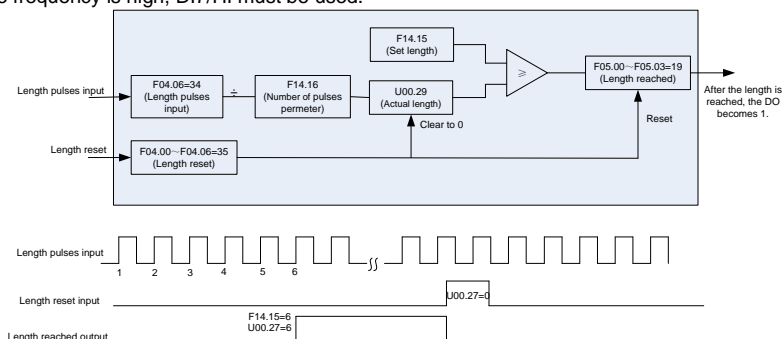 frequency is high, DI7/HI must be used.
F14.15
(Set length)
F04.06=34
(Length pulses
input)
÷
F14.16
(Number of pulses
permeter)
U00.29
(Actual length)
≥
F05.00～F05.03=19
(Length reached)
Length pulses input
After the length is
reached, the DO
becomes 1.
Clear to 0
Reset
Length reset
F04.00～F04.06=35
(Length reset)
Length pulses input
1 2 3 4 5 6
Length reset input
U00.27=0
F14.15=6
U00.27=6
Length reached output